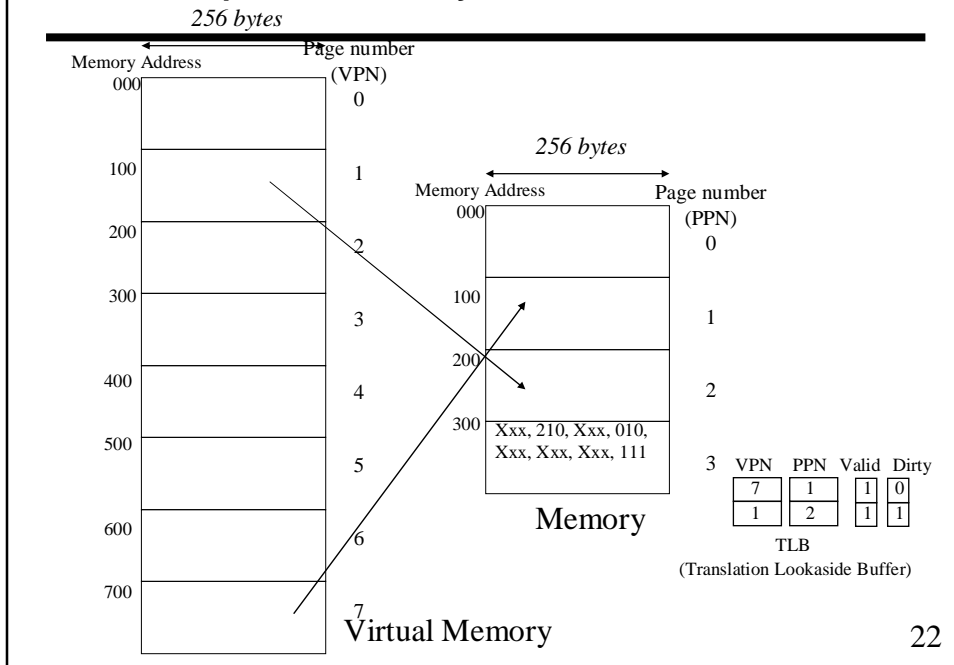 256 bytes
Memory Address
Page number
(VPN)
000
0
100
1
200
2
300
3
400
4
500
5
600
6
700
7
Virtual Memory
256 bytes
Memory Address
Page number
(PPN)
000
0
100
1
200
2
300
Xxx, 210, Xxx, 010,
Xxx, Xxx, Xxx, 111
3
Memory
VPN PPN Valid Dirty
7 1 1 0
1 2 1 1
TLB
(Translation Lookaside Buffer)
22